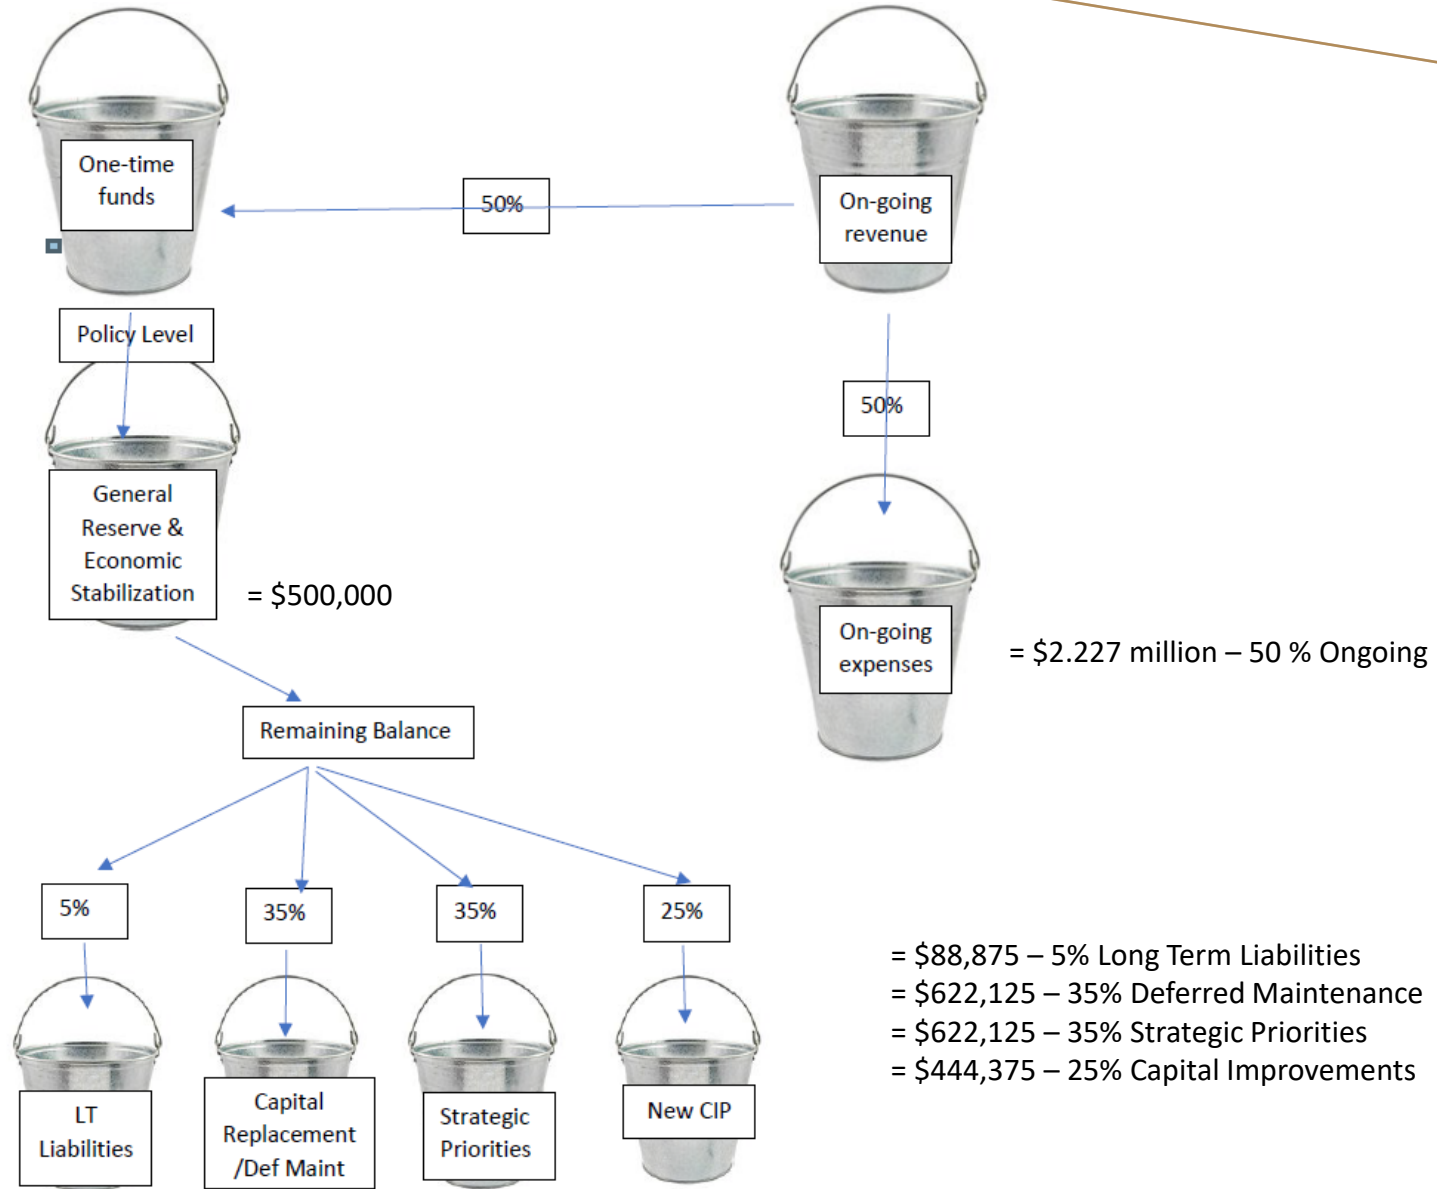 One-time
funds
50%
On-going
revenue
Policy Level
50%
General
Reserve &
Economic
Stabilization
= $500,000
On-going
expenses
= $2.227 million – 50 % Ongoing
Remaining Balance
5%
35%
35%
25%
= $88,875 – 5% Long Term Liabilities
= $622,125 – 35% Deferred Maintenance
= $622,125 – 35% Strategic Priorities
= $444,375 – 25% Capital Improvements
LT
Liabilities
Capital
Replacement
/Def Maint
Strategic
Priorities
New CIP